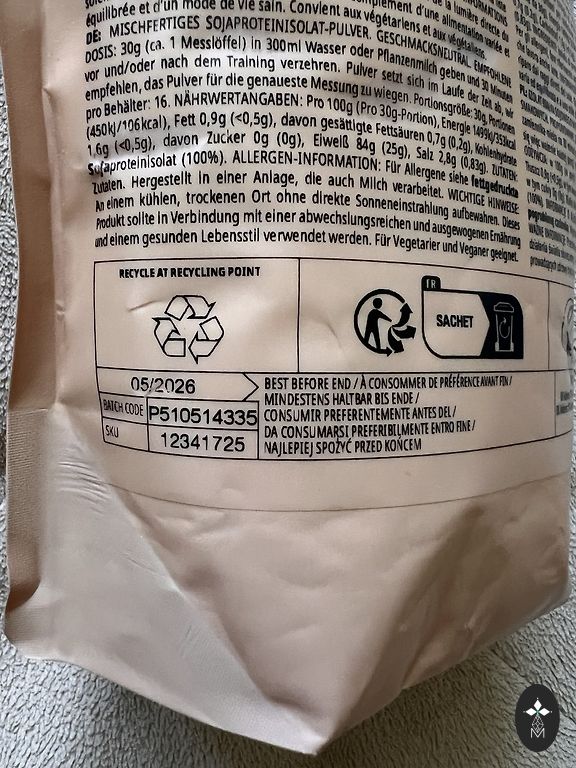 équilibrée et d'un mode de vie sain. Convient aux végétariens et aux végétaliens.
DE: MISCHFERTIGES SOJAPROTEINISOLAT-PULVER. GESCHMACKSNEUTRAL. EMPFOHLENE
DOSIS: 30g (ca. 1 Messlöffel) in 300ml Wasser oder Pflanzenmilch geben und 30 Minuten
vor und/oder nach dem Training verzehren. Pulver setzt sich im Laufe der Zeit ab, wir
empfehlen, das Pulver für die genaueste Messung zu wiegen. Portionsgröße: 30g. Portionen
pro Behälter: 16. NÄHRWERTANGABEN: Pro 100g (Pro 30g-Portion), Energie 1499kJ/353kcal
(450kJ/106kcal), Fett 0,9g (<0,5g), davon gesättigte Fettsäuren 0,7g (0,2g), Kohlenhydrate
1,6g (<0,5g), davon Zucker 0g (0g), Eiweiß 84g (25g), Salz 2,8g (0,83g). ZUTATEN:
Sojaproteinisolat (100%). ALLERGEN-INFORMATION: Für Allergene siehe fettgedruckte
Zutaten. Hergestellt in einer Anlage, die auch Milch verarbeitet. WICHTIGE HINWEISE:
An einem kühlen, trockenen Ort ohne direkte Sonneneinstrahlung aufbewahren. Dieses
Produkt sollte in Verbindung mit einer abwechslungsreichen und ausgewogenen Ernährung
und einem gesunden Lebensstil verwendet werden. Für Vegetarier und Veganer geeignet.
RECYCLE AT RECYCLING POINT
FR
SACHET
05/2026
BATCH CODE P510514335
SKU 12341725
BEST BEFORE END / À CONSOMMER DE PRÉFÉRENCE AVANT FIN /
MINDESTENS HALTBAR BIS ENDE /
CONSUMIR PREFERENTEMENTE ANTES DEL /
DA CONSUMARSI PREFERIBILMENTE ENTRO FINE /
NAJLEPIEJ SPOŻYĆ PRZED KOŃCEM
M